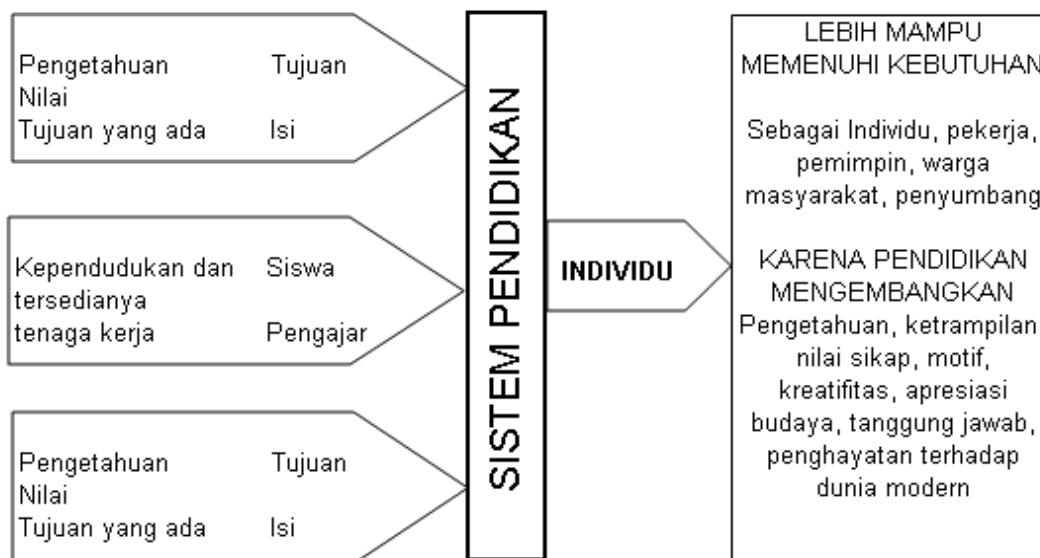 Pengetahuan Tujuan
Nilai
Tujuan yang ada Isi
Kependudukan dan Siswa
tersedianya
tenaga kerja Pengajar
Pengetahuan Tujuan
Nilai
Tujuan yang ada Isi
SISTEM PENDIDIKAN
INDIVIDU
LEBIH MAMPU
MEMENUHI KEBUTUHAN
Sebagai Individu, pekerja,
pemimpin, warga
masyarakat, penyumbang
KARENA PENDIDIKAN
MENGEMBANGKAN
Pengetahuan, ketrampilan
nilai sikap, motif,
kreatifitas, apresiasi
budaya, tanggung jawab,
penghayatan terhadap
dunia modern